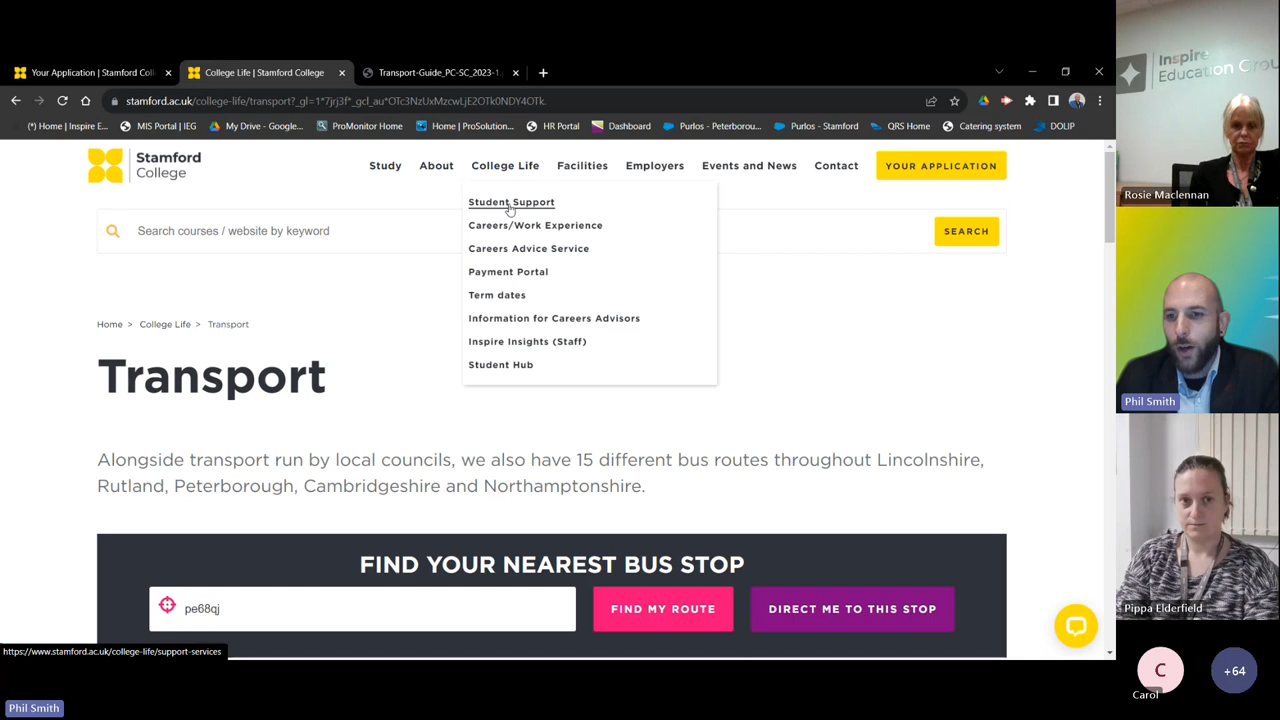 Your Application | Stamford Coll
College Life | Stamford College
Transport-Guide_PC-SC_2023-1
stamford.ac.uk/college-life/transport?_gl=1*7jrj3f*_gcl_au*OTc3NzUxMzcwLjE2OTk0NDY4OTk.
(*) Home | Inspire E...
MIS Portal | IEG
My Drive - Google...
ProMonitor Home
Home | ProSolution...
HR Portal
Dashboard
Purlos - Peterborou...
Purlos - Stamford
QRS Home
Catering system
DOLIP
Stamford
College
Study
About
College Life
Facilities
Employers
Events and News
Contact
YOUR APPLICATION
Student Support
Careers/Work Experience
Careers Advice Service
Payment Portal
Term dates
Information for Careers Advisors
Inspire Insights (Staff)
Student Hub
Search courses / website by keyword
SEARCH
Home > College Life > Transport
Transport
Alongside transport run by local councils, we also have 15 different bus routes throughout Lincolnshire,
Rutland, Peterborough, Cambridgeshire and Northamptonshire.
FIND YOUR NEAREST BUS STOP
pe68qj
FIND MY ROUTE
DIRECT ME TO THIS STOP
https://www.stamford.ac.uk/college-life/support-services
Phil Smith
Inspire
Education Grou
Rosie Maclennan
Phil Smith
Pippa Elderfield
C
Carol
+64